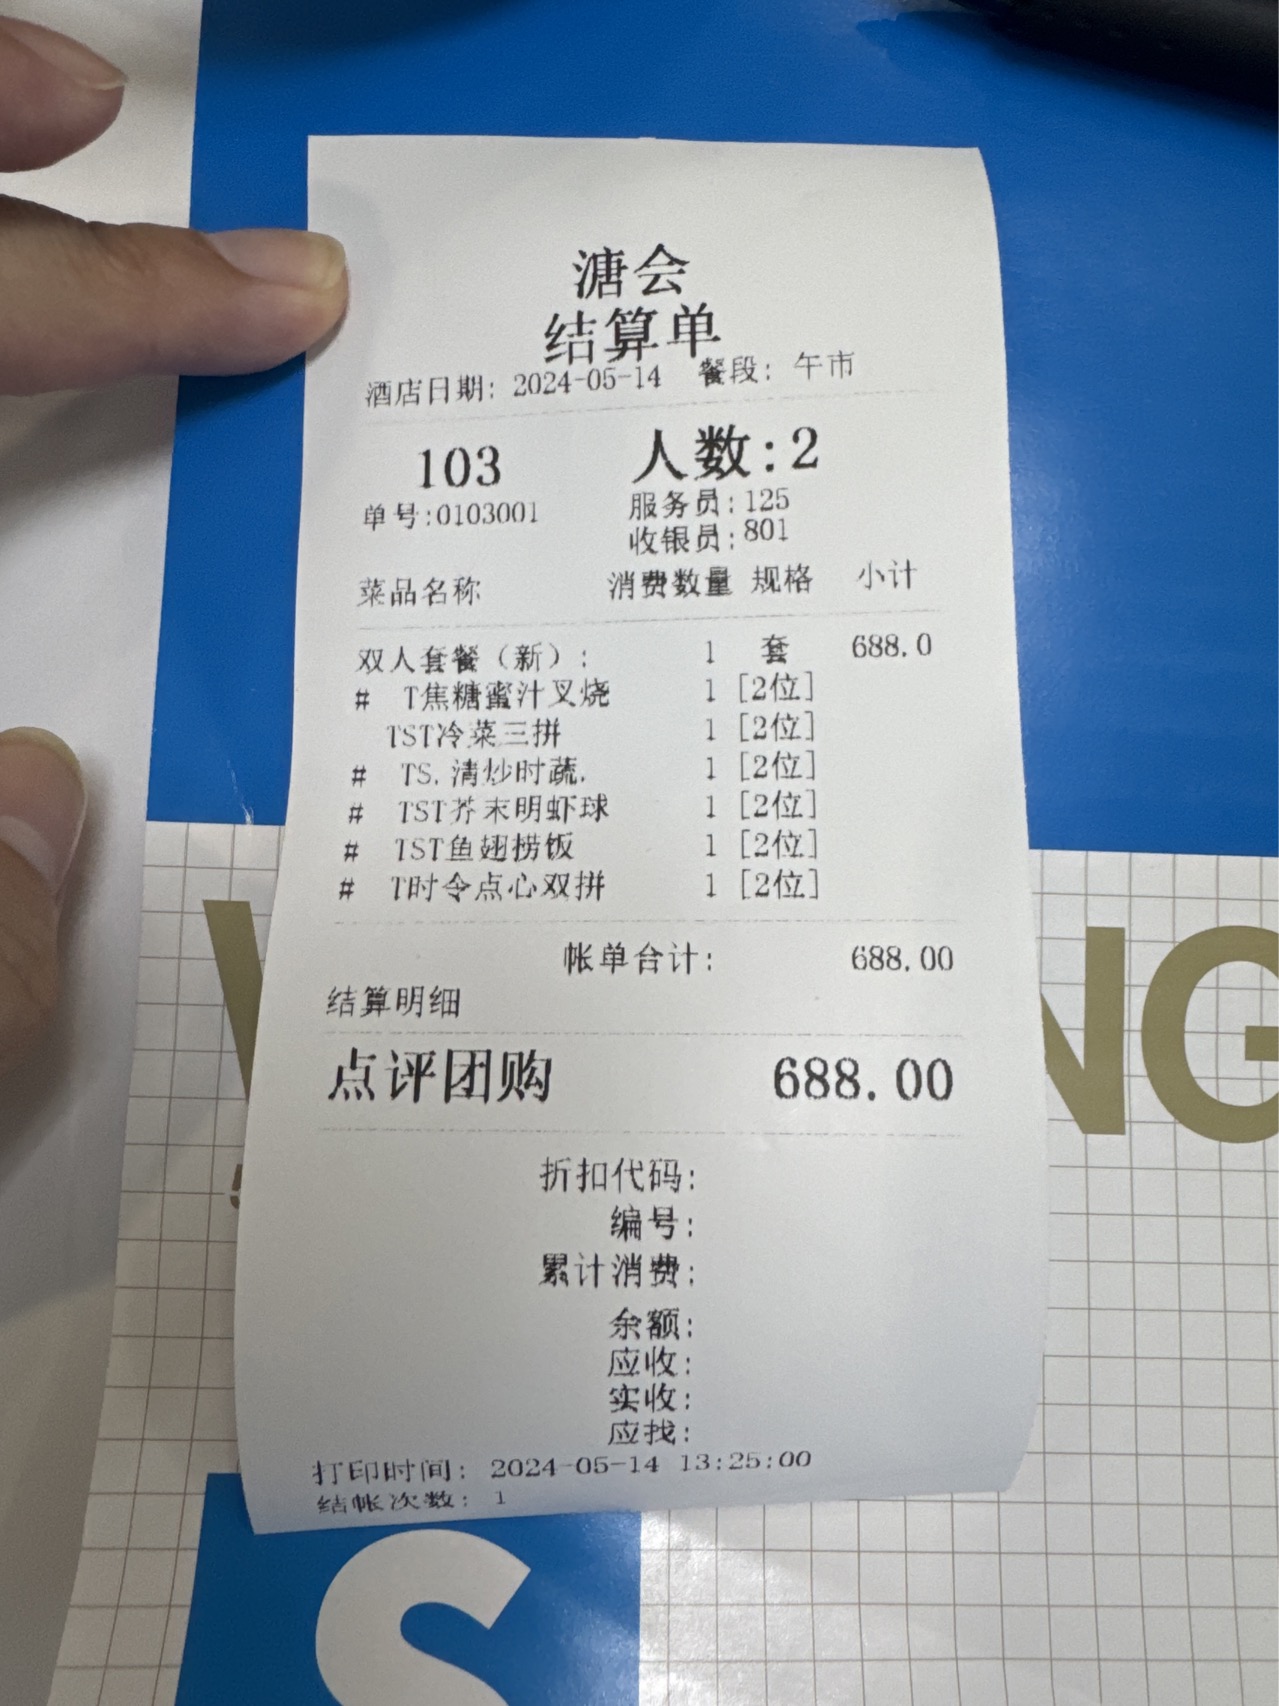 溏会
结算单
酒店日期: 2024-05-14 餐段: 午市
103 人数:2
单号:0103001 服务员:125
收银员:801
菜品名称 消费数量 规格 小计
双人套餐（新）: 1 套 688.0
# T焦糖蜜汁叉烧 1 [2位]
TST冷菜三拼 1 [2位]
# TS.清炒时蔬. 1 [2位]
# TST芥末明虾球 1 [2位]
# TST鱼翅捞饭 1 [2位]
# T时令点心双拼 1 [2位]
帐单合计: 688.00
结算明细
点评团购 688.00
折扣代码:
编号:
累计消费:
余额:
应收:
实收:
应找:
打印时间: 2024-05-14 13:25:00
结帐次数: 1
NG
S